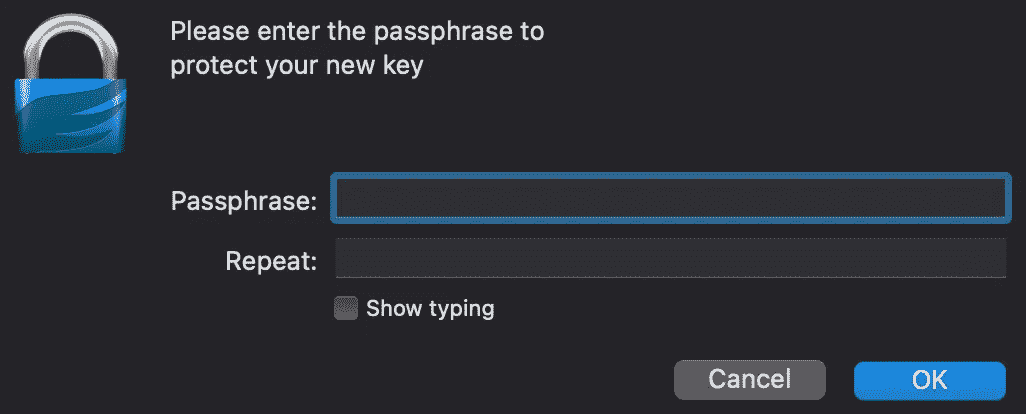 Please enter the passphrase to
protect your new key
Passphrase:
Repeat:
Show typing
Cancel
OK